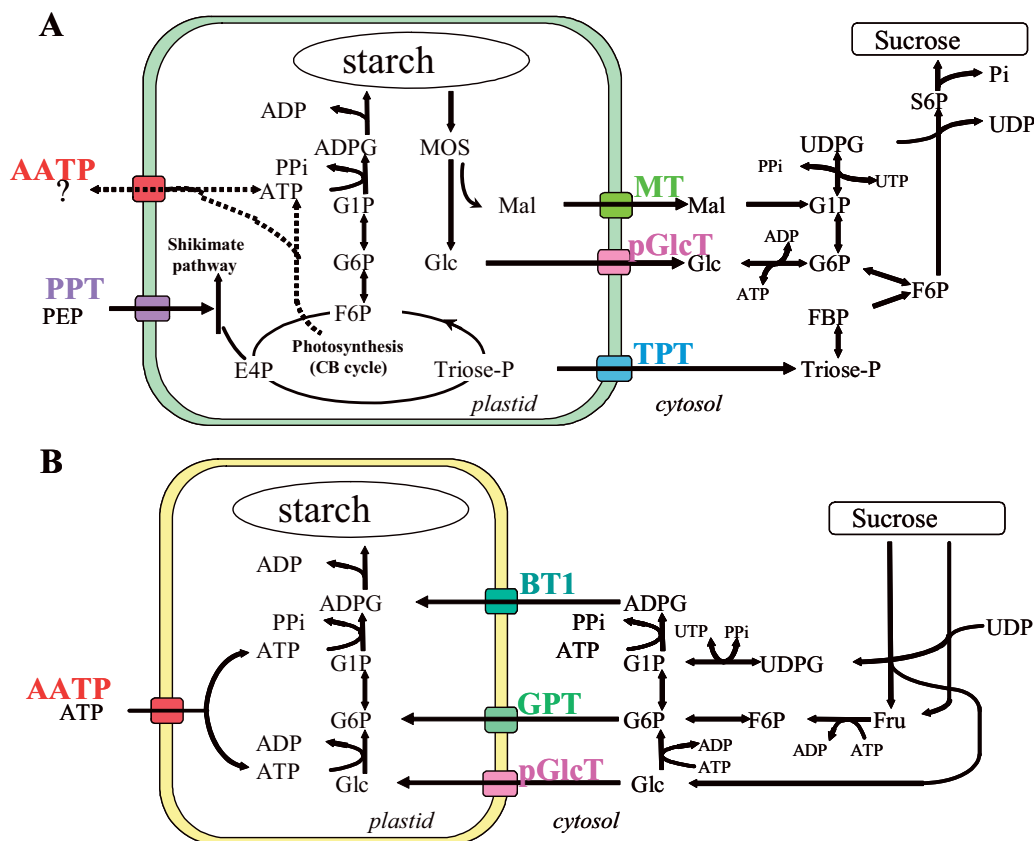 A
Sucrose
starch
Pi
S6P
ADP
UDP
ADPG
MOS
UDPG
AATP
PPi
PPi
?
ATP
MT
UTP
G1P
Mal
Mal
G1P
Shikimate
pathway
pGlcT
ADP
G6P
Glc
Glc
G6P
PPT
ATP
F6P
PEP
F6P
FBP
Photosynthesis
(CB cycle)
TPT
E4P
Triose-P
Triose-P
plastid
cytosol
B
starch
Sucrose
ADP
BT1
ADPG
ADPG
PPi
PPi
UTP
PPi
UDP
ATP
ATP
G1P
G1P
UDPG
AATP
ATP
GPT
G6P
G6P
F6P
Fru
ADP
ADP
ADP
ATP
ATP
pGlcT
ATP
Glc
Glc
plastid
cytosol